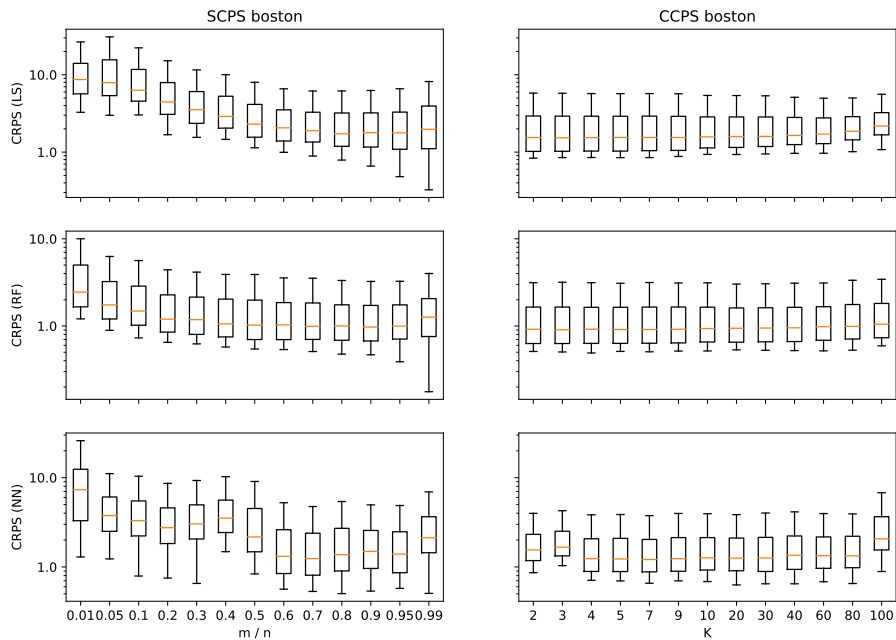 SCPS boston
CCPS boston
CRPS (LS)
10.0
1.0
CRPS (RF)
10.0
1.0
CRPS (NN)
10.0
1.0
0.01 0.05 0.1 0.2 0.3 0.4 0.5 0.6 0.7 0.8 0.9 0.95 0.99
m / n
2 3 4 5 7 9 10 20 30 40 60 80 100
K